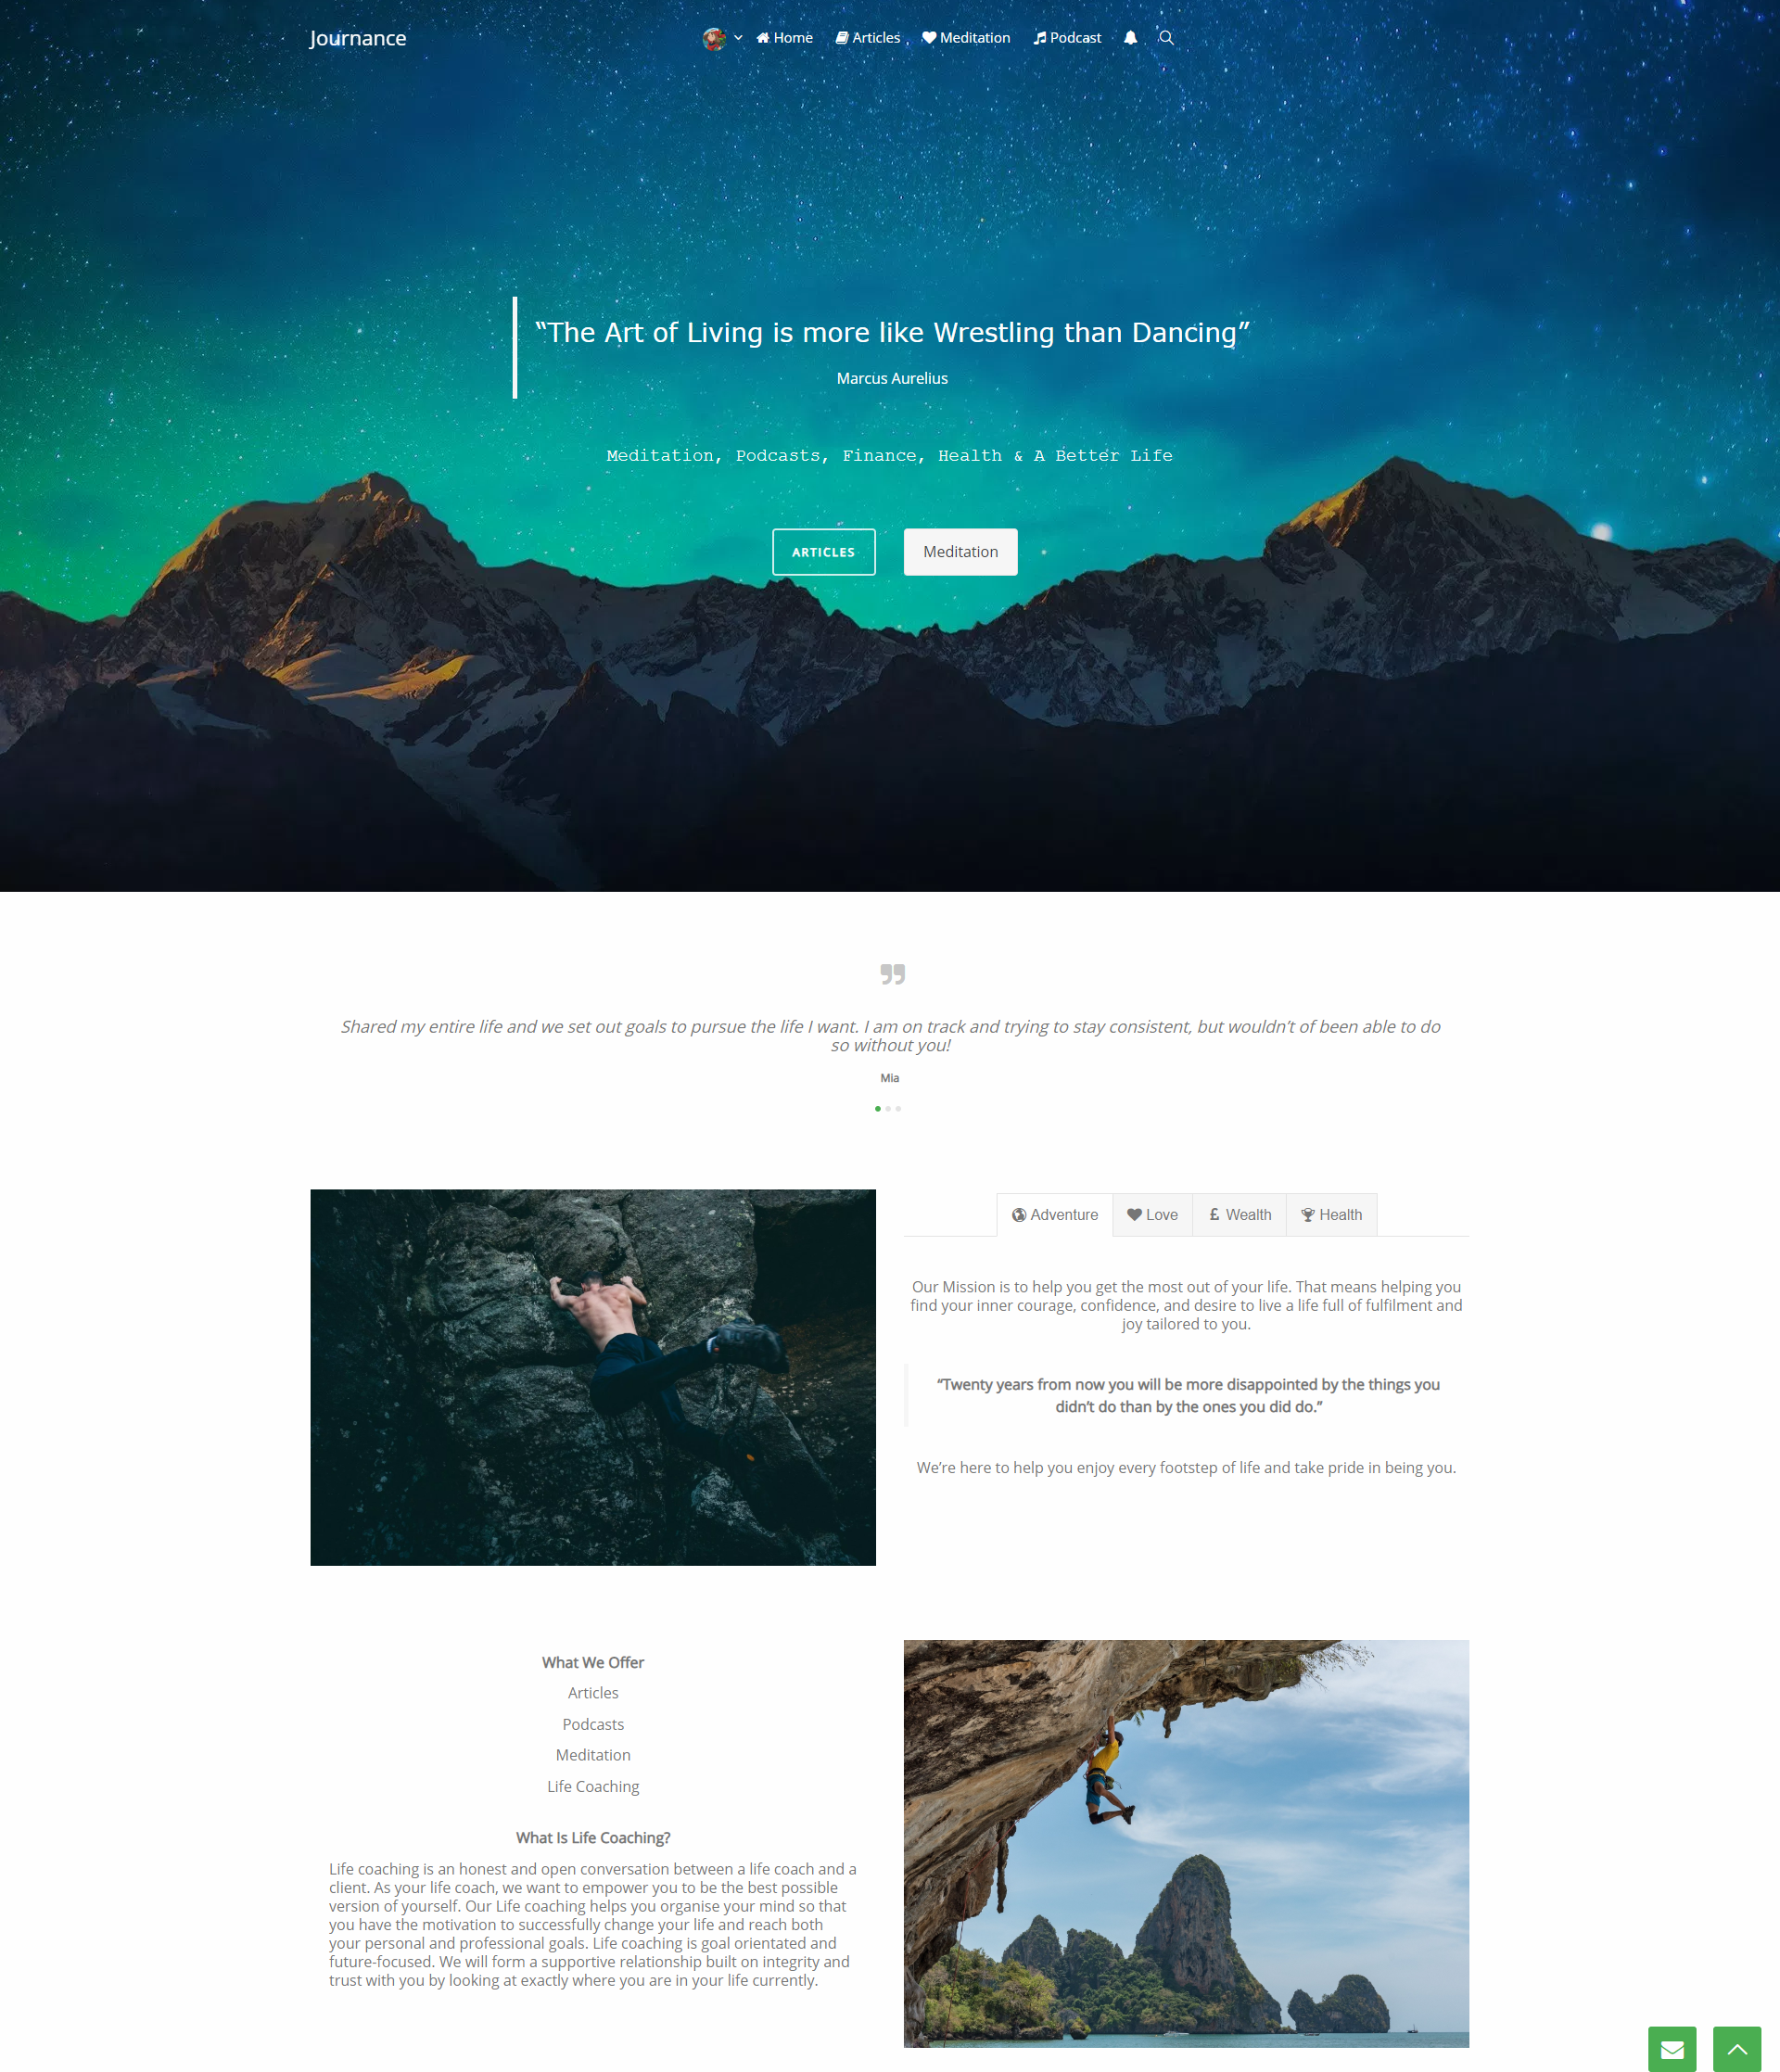 Journance
Home Articles Meditation Podcast
“The Art of Living is more like Wrestling than Dancing”
Marcus Aurelius
Meditation, Podcasts, Finance, Health & A Better Life
ARTICLES Meditation
Shared my entire life and we set out goals to pursue the life I want. I am on track and trying to stay consistent, but wouldn’t of been able to do
so without you!
Mia
Adventure Love £ Wealth Health
Our Mission is to help you get the most out of your life. That means helping you
find your inner courage, confidence, and desire to live a life full of fulfilment and
joy tailored to you.
“Twenty years from now you will be more disappointed by the things you
didn’t do than by the ones you did do.”
We’re here to help you enjoy every footstep of life and take pride in being you.
What We Offer
Articles
Podcasts
Meditation
Life Coaching
What Is Life Coaching?
Life coaching is an honest and open conversation between a life coach and a
client. As your life coach, we want to empower you to be the best possible
version of yourself. Our Life coaching helps you organise your mind so that
you have the motivation to successfully change your life and reach both
your personal and professional goals. Life coaching is goal orientated and
future-focused. We will form a supportive relationship built on integrity and
trust with you by looking at exactly where you are in your life currently.